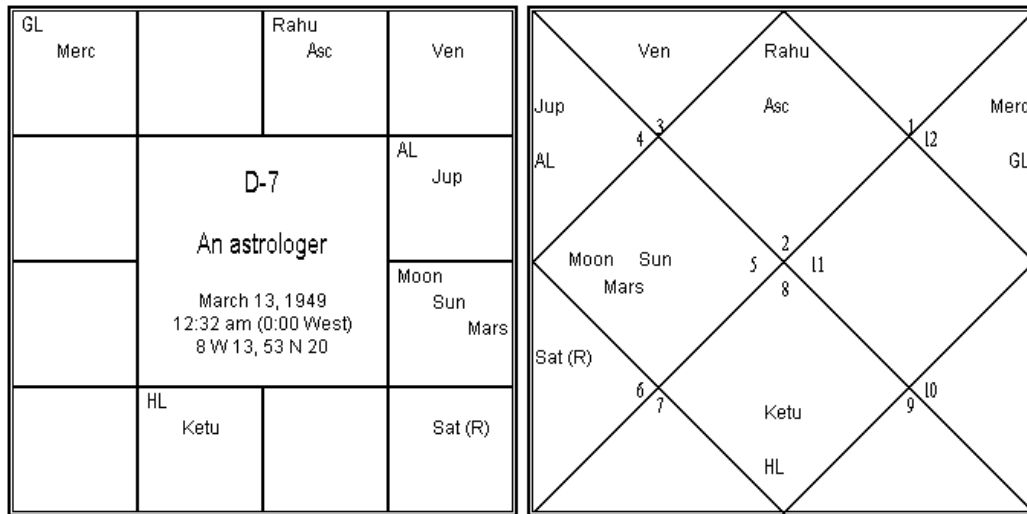 GL
Merc
Rahu
Asc
Ven
AL
Jup
D-7
An astrologer
March 13, 1949
12:32 am (0:00 West)
8 W 13, 53 N 20
Moon
Sun
Mars
HL
Ketu
Sat (R)
Ven
Rahu
Jup
Asc
Merc
3
1
4
12
AL
GL
2
Moon Sun
5
11
Mars
8
Sat (R)
6
10
7
9
Ketu
HL